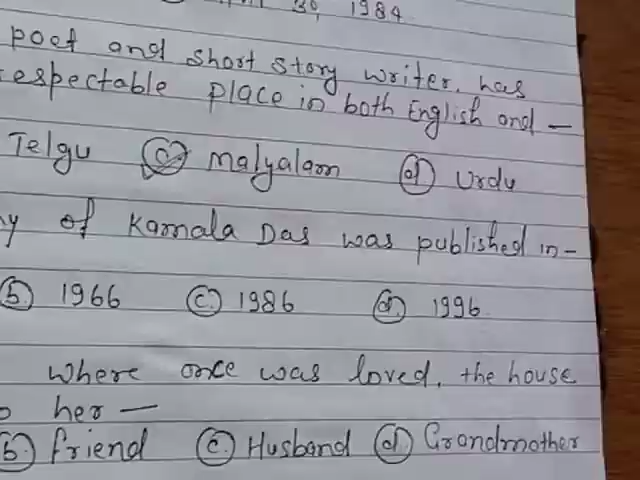 30, 1984
poet and short story writer, has
respectable place in both English and —
Telgu (c) Malyalam (d) Urdu
of Kamala Das was published in -
(b) 1966 (c) 1986 (d) 1996
where once was loved, the house
her —
(b) friend (c) Husband (d) Grandmother